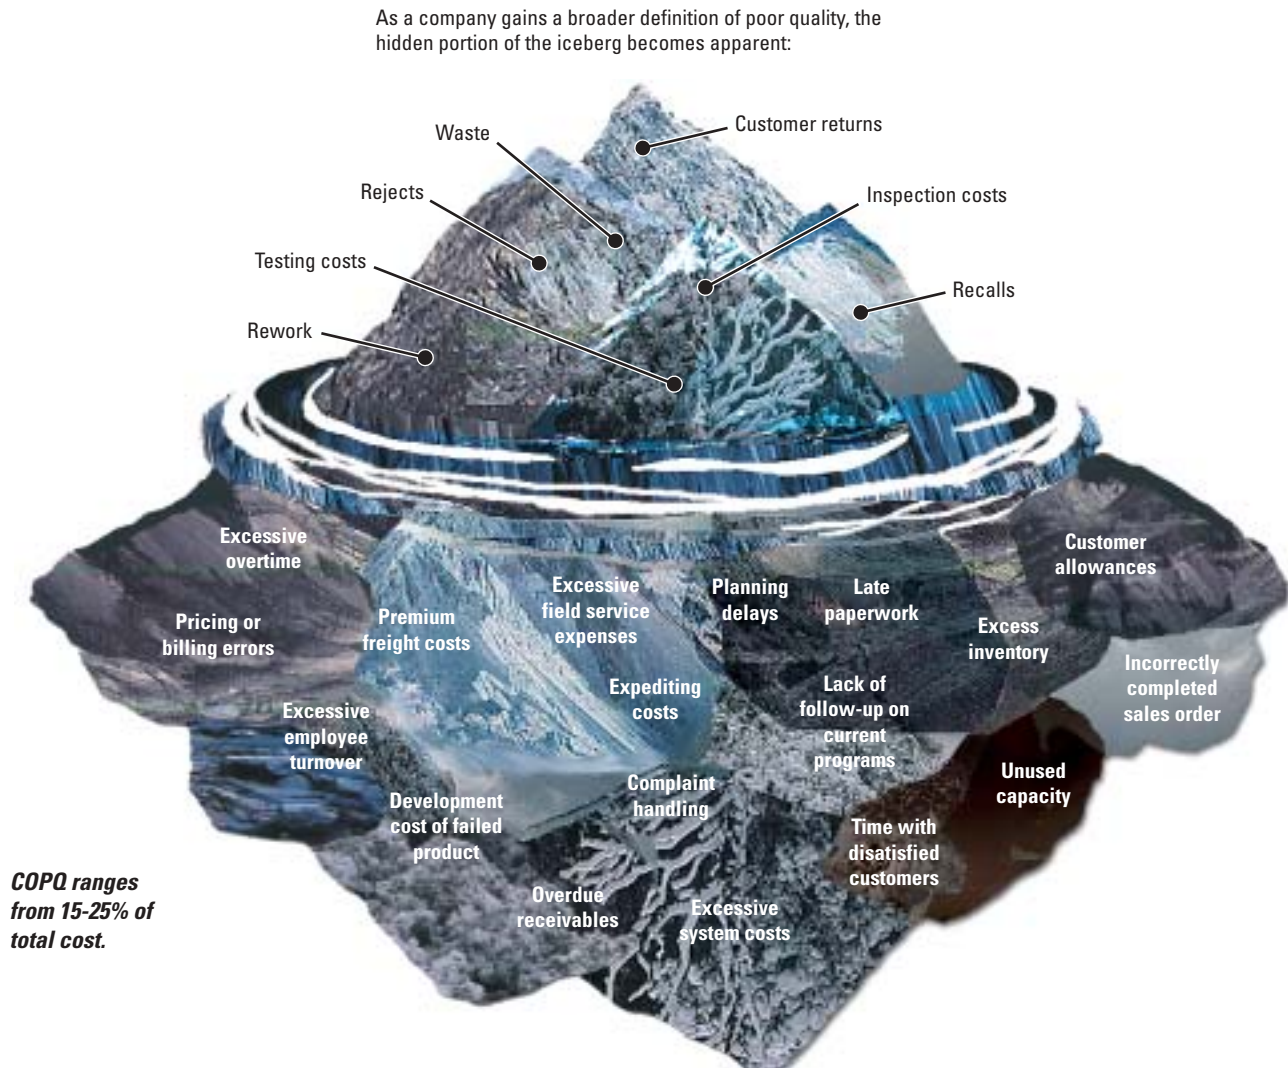 As a company gains a broader definition of poor quality, the
hidden portion of the iceberg becomes apparent:
Customer returns
Waste
Rejects
Inspection costs
Testing costs
Recalls
Rework
Excessive
overtime
Customer
allowances
Excessive
field service
expenses
Planning
delays
Late
paperwork
Pricing or
billing errors
Premium
freight costs
Excess
inventory
Incorrectly
completed
sales order
Expediting
costs
Lack of
follow-up on
current
programs
Excessive
employee
turnover
Unused
capacity
Complaint
handling
Development
cost of failed
product
Time with
disatisfied
customers
Overdue
receivables
Excessive
system costs
COPQ ranges
from 15-25% of
total cost.